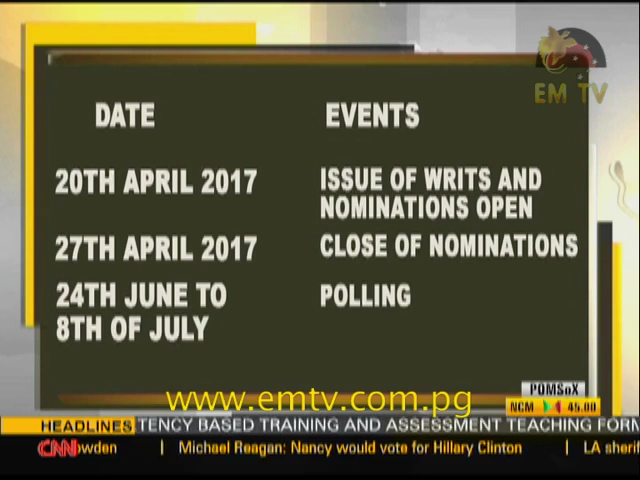 EM TV
DATE EVENTS
20TH APRIL 2017 ISSUE OF WRITS AND
NOMINATIONS OPEN
27TH APRIL 2017 CLOSE OF NOMINATIONS
24TH JUNE TO POLLING
8TH OF JULY
POMSoX
www.emtv.com.pg
NCM 45.00
HEADLINES TENCY BASED TRAINING AND ASSESSMENT TEACHING FORM
CNN owden | Michael Reagan: Nancy would vote for Hillary Clinton | LA sherif